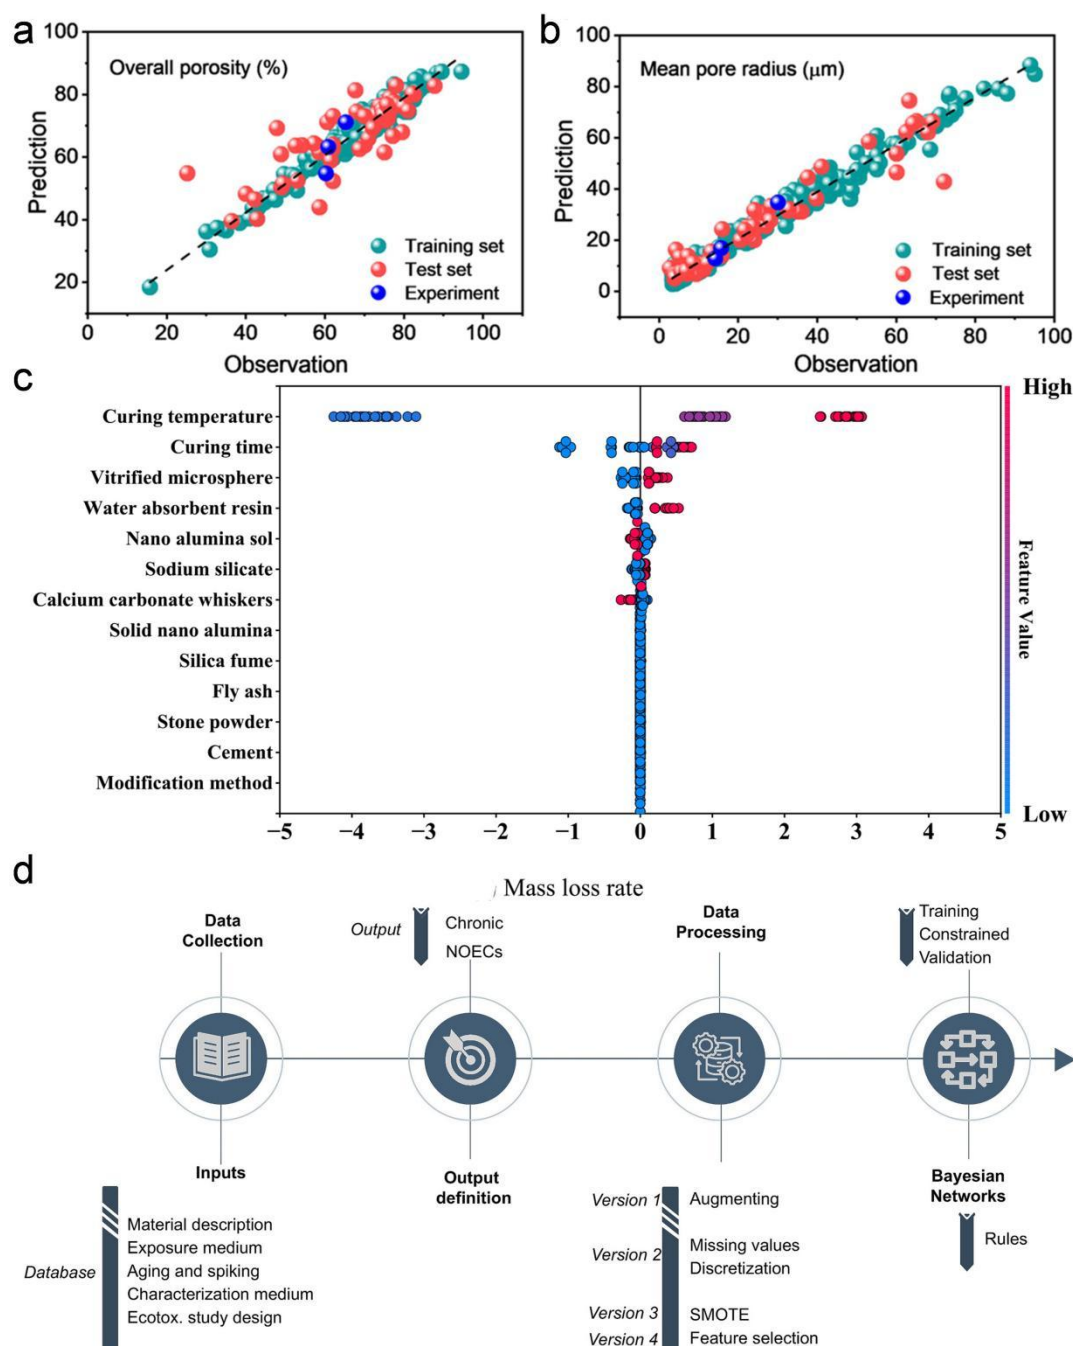 a
100
80
60
40
20
Prediction
Overall porosity (%)
Training set
Test set
Experiment
0
20
40
60
80
100
Observation
b
100
80
60
40
20
0
Prediction
Mean pore radius (μm)
Training set
Test set
Experiment
0
20
40
60
80
100
Observation
c
Curing temperature
Curing time
Vitrified microsphere
Water absorbent resin
Nano alumina sol
Sodium silicate
Calcium carbonate whiskers
Solid nano alumina
Silica fume
Fly ash
Stone powder
Cement
Modification method
−5
−4
−3
−2
−1
0
1
2
3
4
5
High
Feature Value
Low
Mass loss rate
d
Data
Collection
Output
Chronic
NOECs
Data
Processing
Training
Constrained
Validation
Inputs
Output
definition
Bayesian
Networks
Database
Material description
Exposure medium
Aging and spiking
Characterization medium
Ecotox. study design
Version 1
Augmenting
Version 2
Missing values
Discretization
Version 3
SMOTE
Version 4
Feature selection
Rules